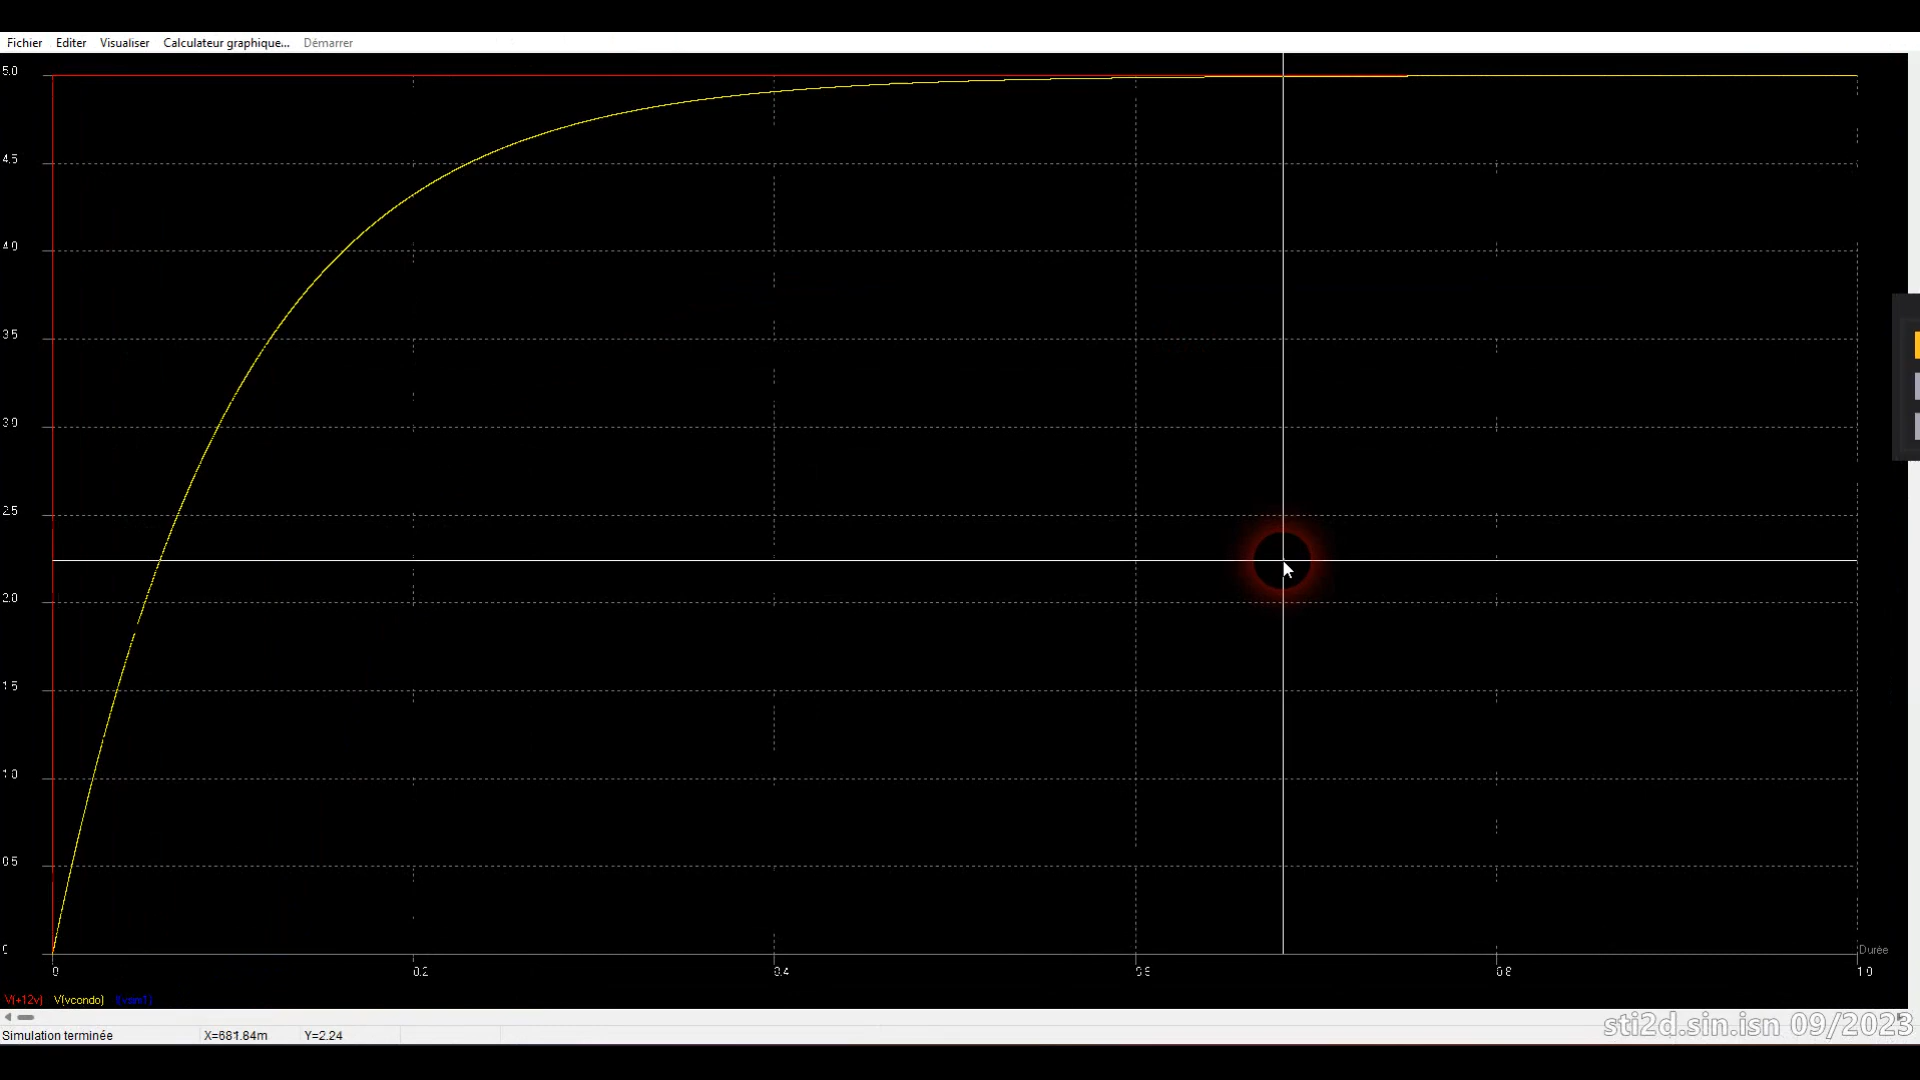 Fichier Editer Visualiser Calculateur graphique... Démarrer
5.0
4.5
4.0
3.5
3.0
2.5
2.0
1.5
1.0
0.5
0
Durée
0 0.2 0.4 0.6 0.8 1.0
V(+12v) V(vcondo)
Simulation terminée X=681.84m Y=2.24
sti2d.sin.isn 09/2023